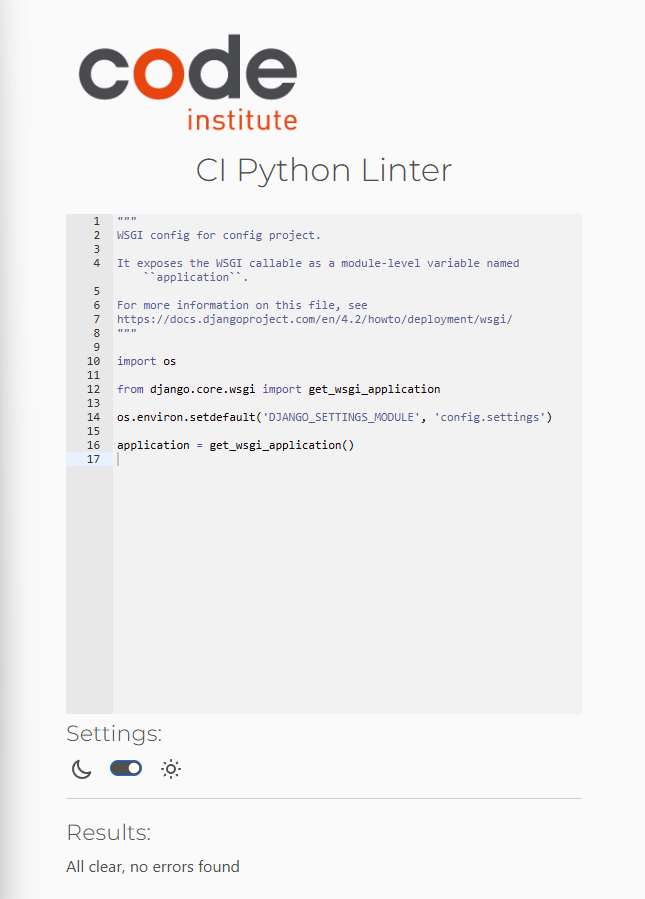 code
institute
CI Python Linter
1 """
2 WSGI config for config project.
3
4 It exposes the WSGI callable as a module-level variable named
``application``.
5
6 For more information on this file, see
7 https://docs.djangoproject.com/en/4.2/howto/deployment/wsgi/
8 """
9
10 import os
11
12 from django.core.wsgi import get_wsgi_application
13
14 os.environ.setdefault('DJANGO_SETTINGS_MODULE', 'config.settings')
15
16 application = get_wsgi_application()
17
Settings:
Results:
All clear, no errors found